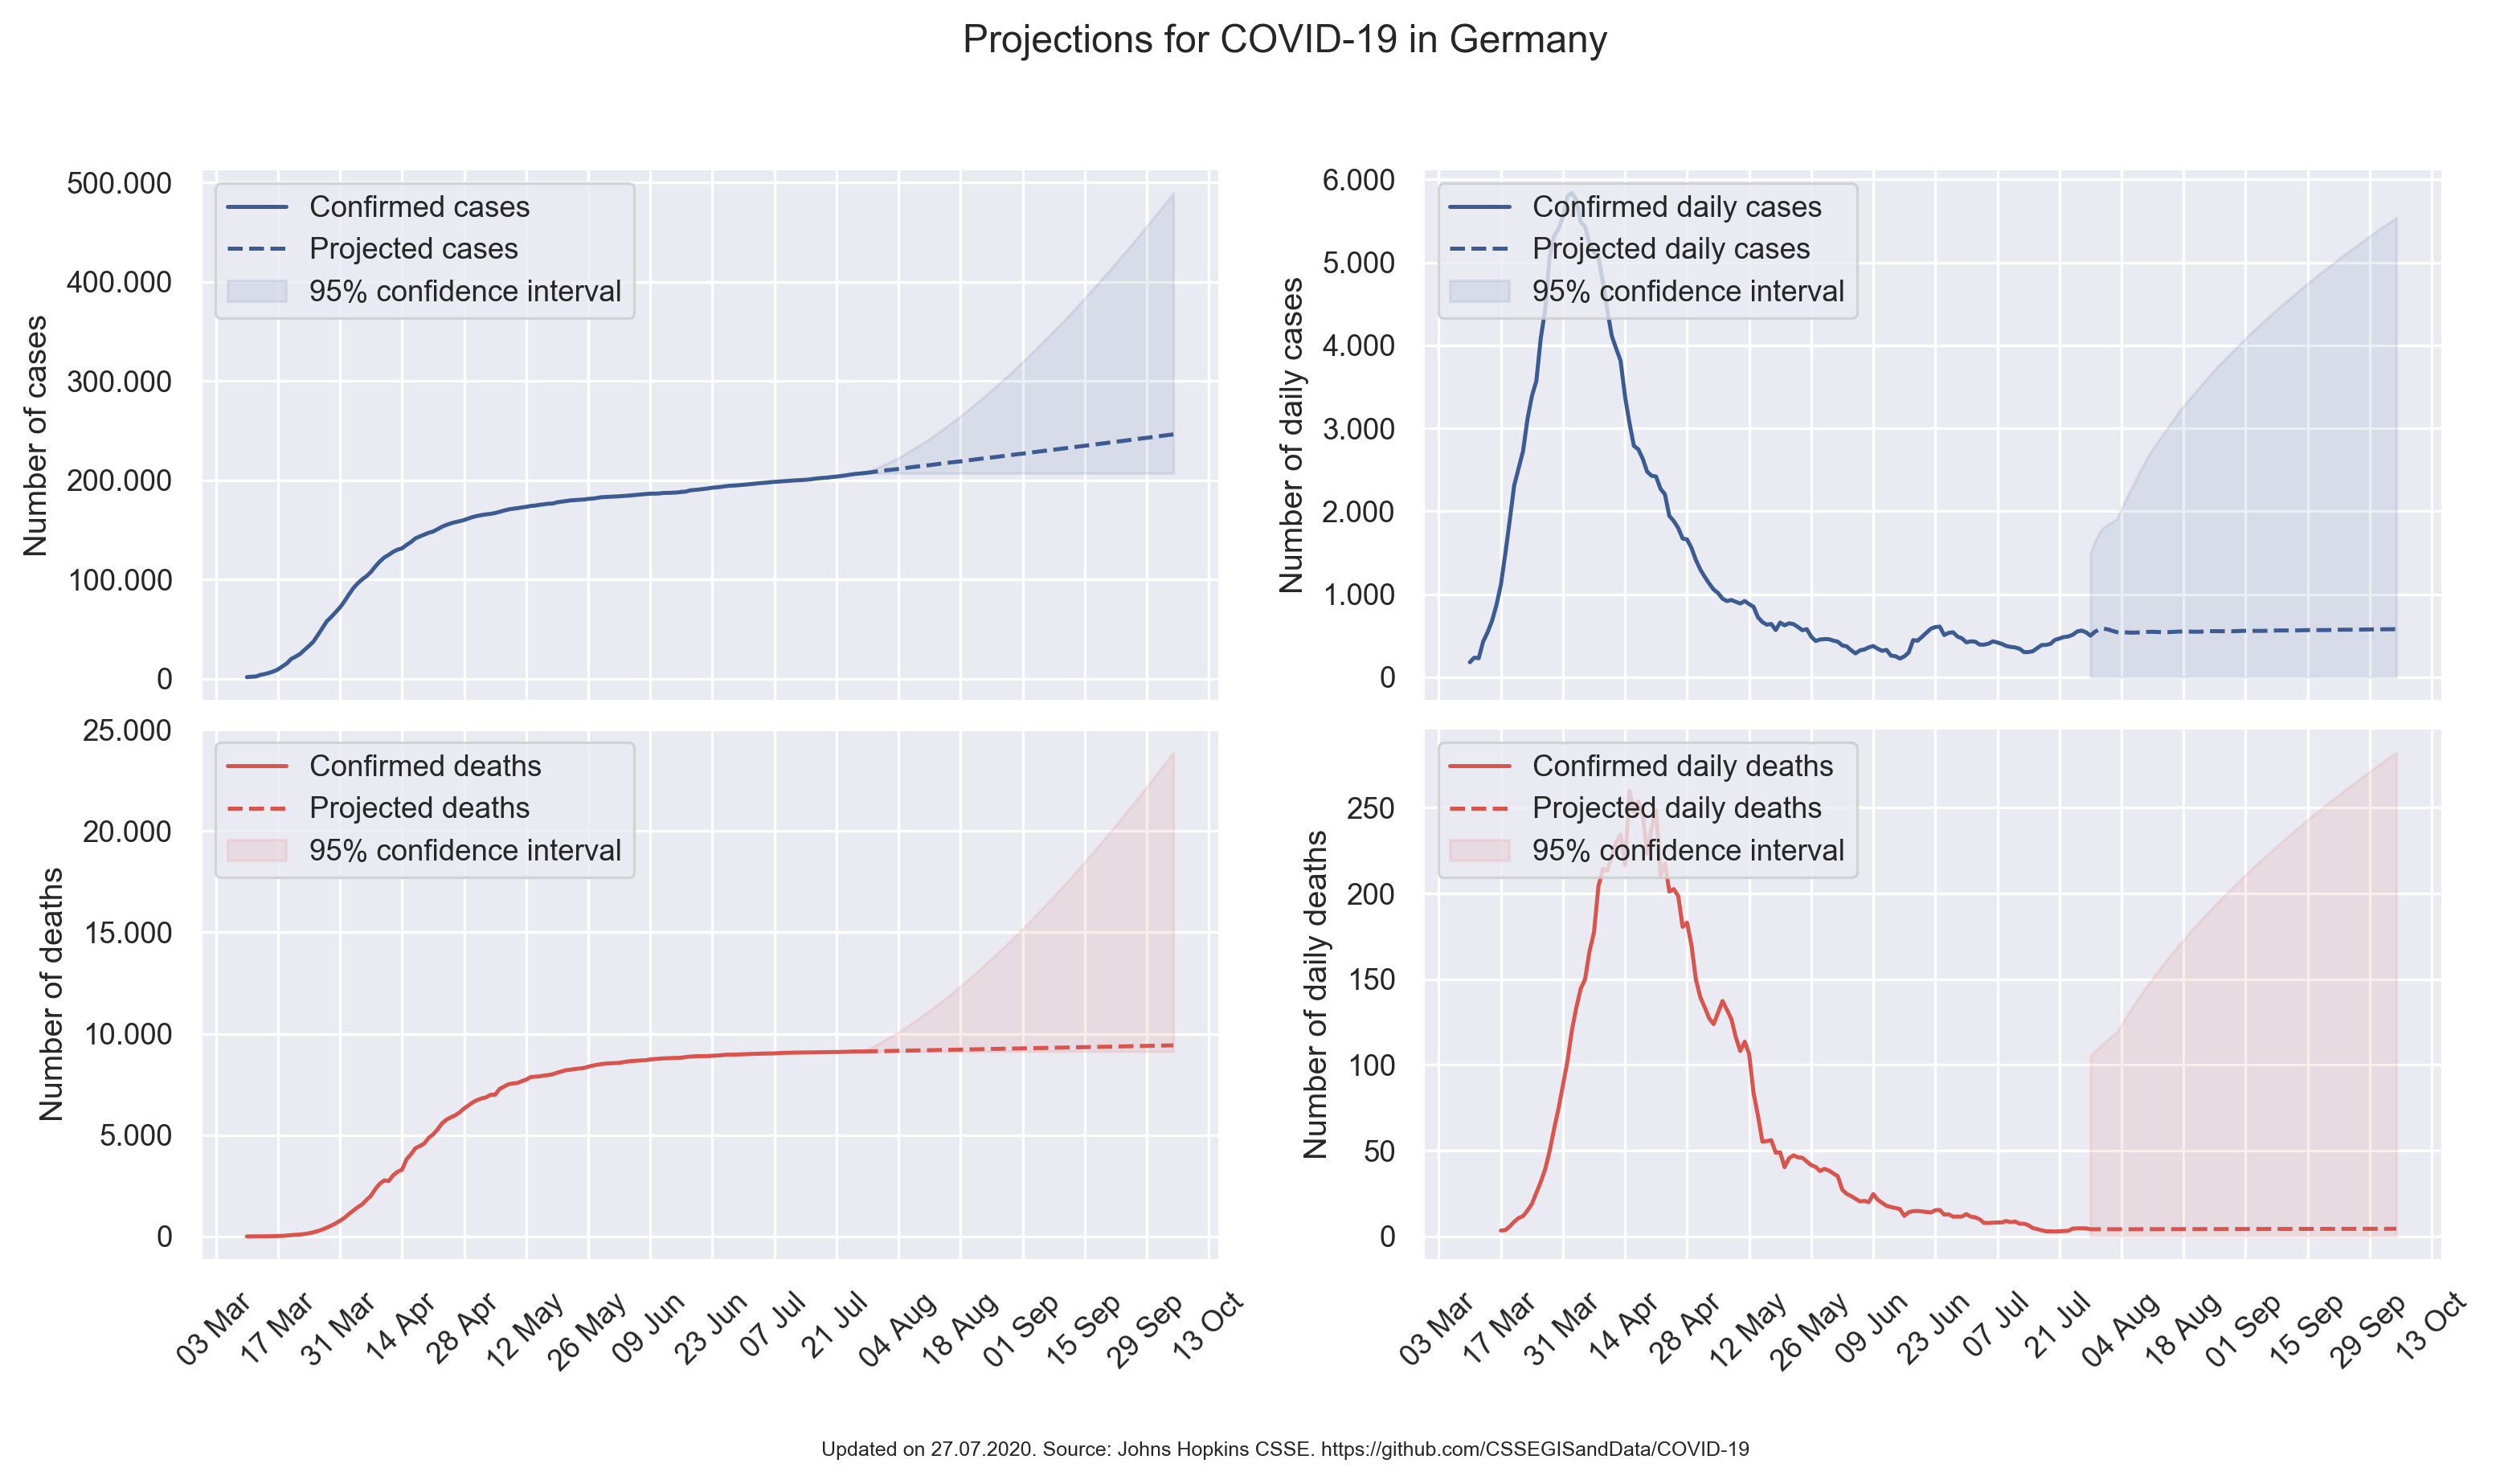 Projections for COVID-19 in Germany
500.000
400.000
300.000
200.000
100.000
0
Number of cases
Confirmed cases
Projected cases
95% confidence interval
6.000
5.000
4.000
3.000
2.000
1.000
0
Number of daily cases
Confirmed daily cases
Projected daily cases
95% confidence interval
25.000
20.000
15.000
10.000
5.000
0
Number of deaths
Confirmed deaths
Projected deaths
95% confidence interval
03 Mar
17 Mar
31 Mar
14 Apr
28 Apr
12 May
26 May
09 Jun
23 Jun
07 Jul
21 Jul
04 Aug
18 Aug
01 Sep
15 Sep
29 Sep
13 Oct
250
200
150
100
50
0
Number of daily deaths
Confirmed daily deaths
Projected daily deaths
95% confidence interval
03 Mar
17 Mar
31 Mar
14 Apr
28 Apr
12 May
26 May
09 Jun
23 Jun
07 Jul
21 Jul
04 Aug
18 Aug
01 Sep
15 Sep
29 Sep
13 Oct
Updated on 27.07.2020. Source: Johns Hopkins CSSE. https://github.com/CSSEGISandData/COVID-19